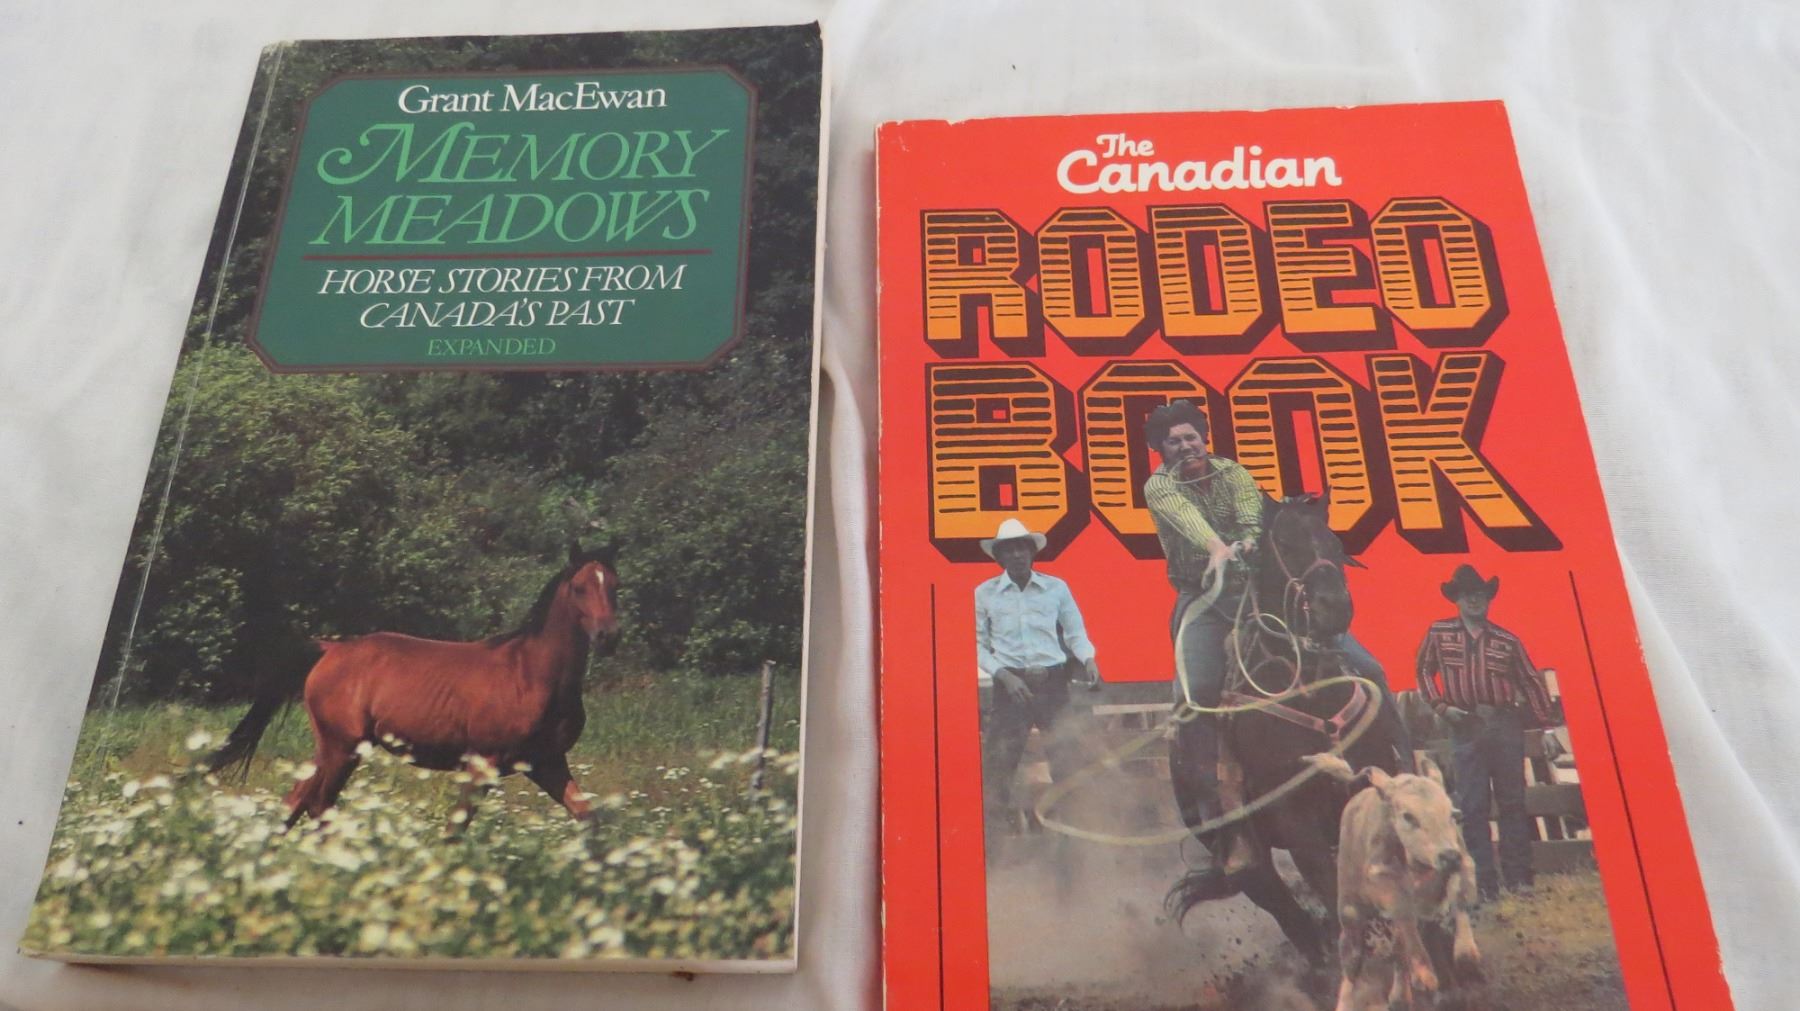 Grant MacEwan
MEMORY
MEADOWS
HORSE STORIES FROM
CANADA'S PAST
EXPANDED
The
Canadian
RODEO
BOOK